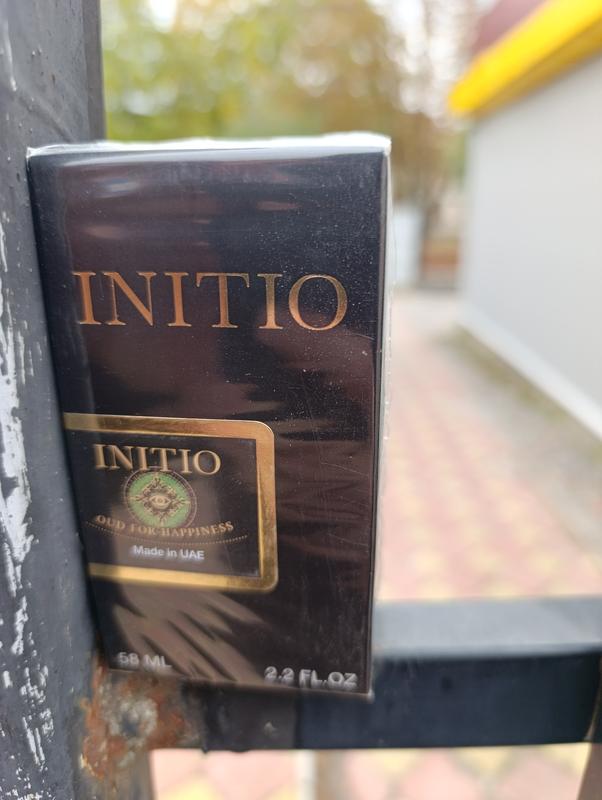 INITIO
INITIO
OUD FOR HAPPINESS
Made in UAE
58 ML
2.2 FL.OZ